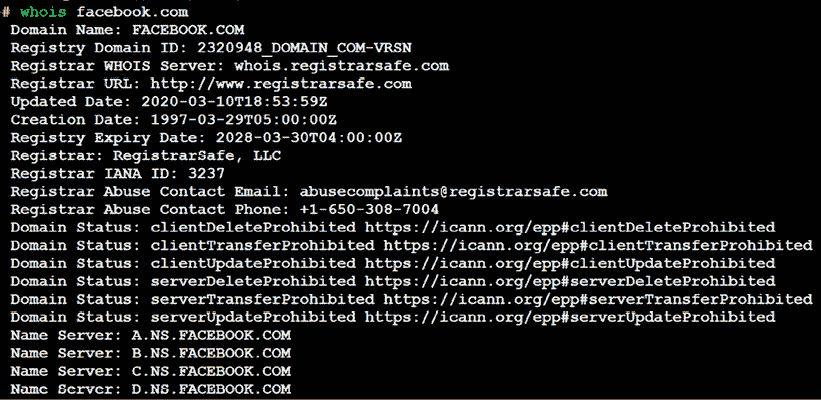 # whois facebook.com
Domain Name: FACEBOOK.COM
Registry Domain ID: 2320948_DOMAIN_COM-VRSN
Registrar WHOIS Server: whois.registrarsafe.com
Registrar URL: http://www.registrarsafe.com
Updated Date: 2020-03-10T18:53:59Z
Creation Date: 1997-03-29T05:00:00Z
Registry Expiry Date: 2028-03-30T04:00:00Z
Registrar: RegistrarSafe, LLC
Registrar IANA ID: 3237
Registrar Abuse Contact Email: abusecomplaints@registrarsafe.com
Registrar Abuse Contact Phone: +1-650-308-7004
Domain Status: clientDeleteProhibited https://icann.org/epp#clientDeleteProhibited
Domain Status: clientTransferProhibited https://icann.org/epp#clientTransferProhibited
Domain Status: clientUpdateProhibited https://icann.org/epp#clientUpdateProhibited
Domain Status: serverDeleteProhibited https://icann.org/epp#serverDeleteProhibited
Domain Status: serverTransferProhibited https://icann.org/epp#serverTransferProhibited
Domain Status: serverUpdateProhibited https://icann.org/epp#serverUpdateProhibited
Name Server: A.NS.FACEBOOK.COM
Name Server: B.NS.FACEBOOK.COM
Name Server: C.NS.FACEBOOK.COM
Name Server: D.NS.FACEBOOK.COM